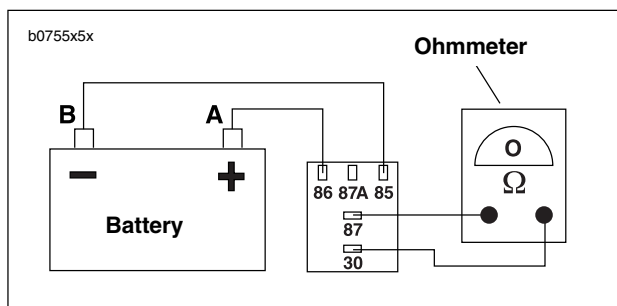 b0755x5x
Ohmmeter
B A
− +
Battery
86 87A 85
87
30
O
Ω